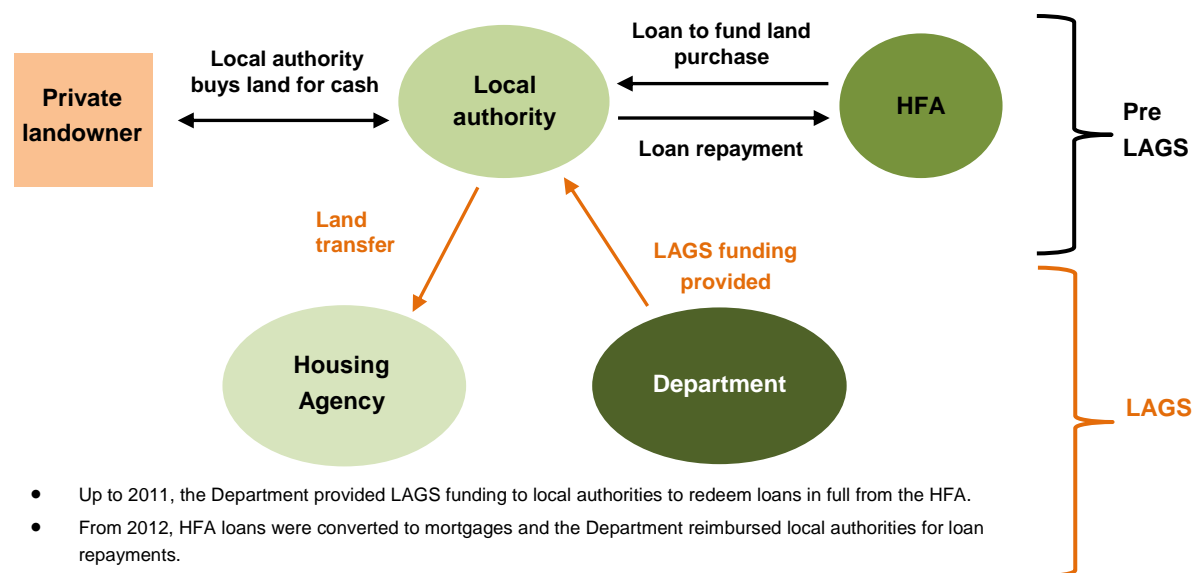 Private
landowner
Local authority
buys land for cash
Local
authority
Loan to fund land
purchase
Loan repayment
HFA
Pre
LAGS
Land
transfer
LAGS funding
provided
Housing
Agency
Department
LAGS
• Up to 2011, the Department provided LAGS funding to local authorities to redeem loans in full from the HFA.
• From 2012, HFA loans were converted to mortgages and the Department reimbursed local authorities for loan
repayments.